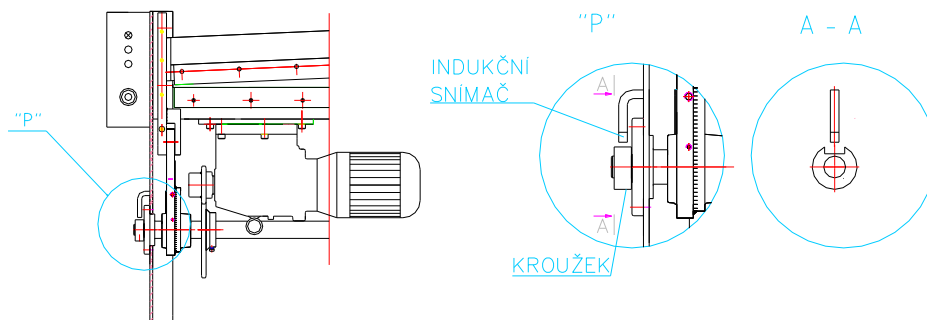 "P"
"P"
A - A
INDUKČNÍ
SNÍMAČ
A
A
KROUŽEK